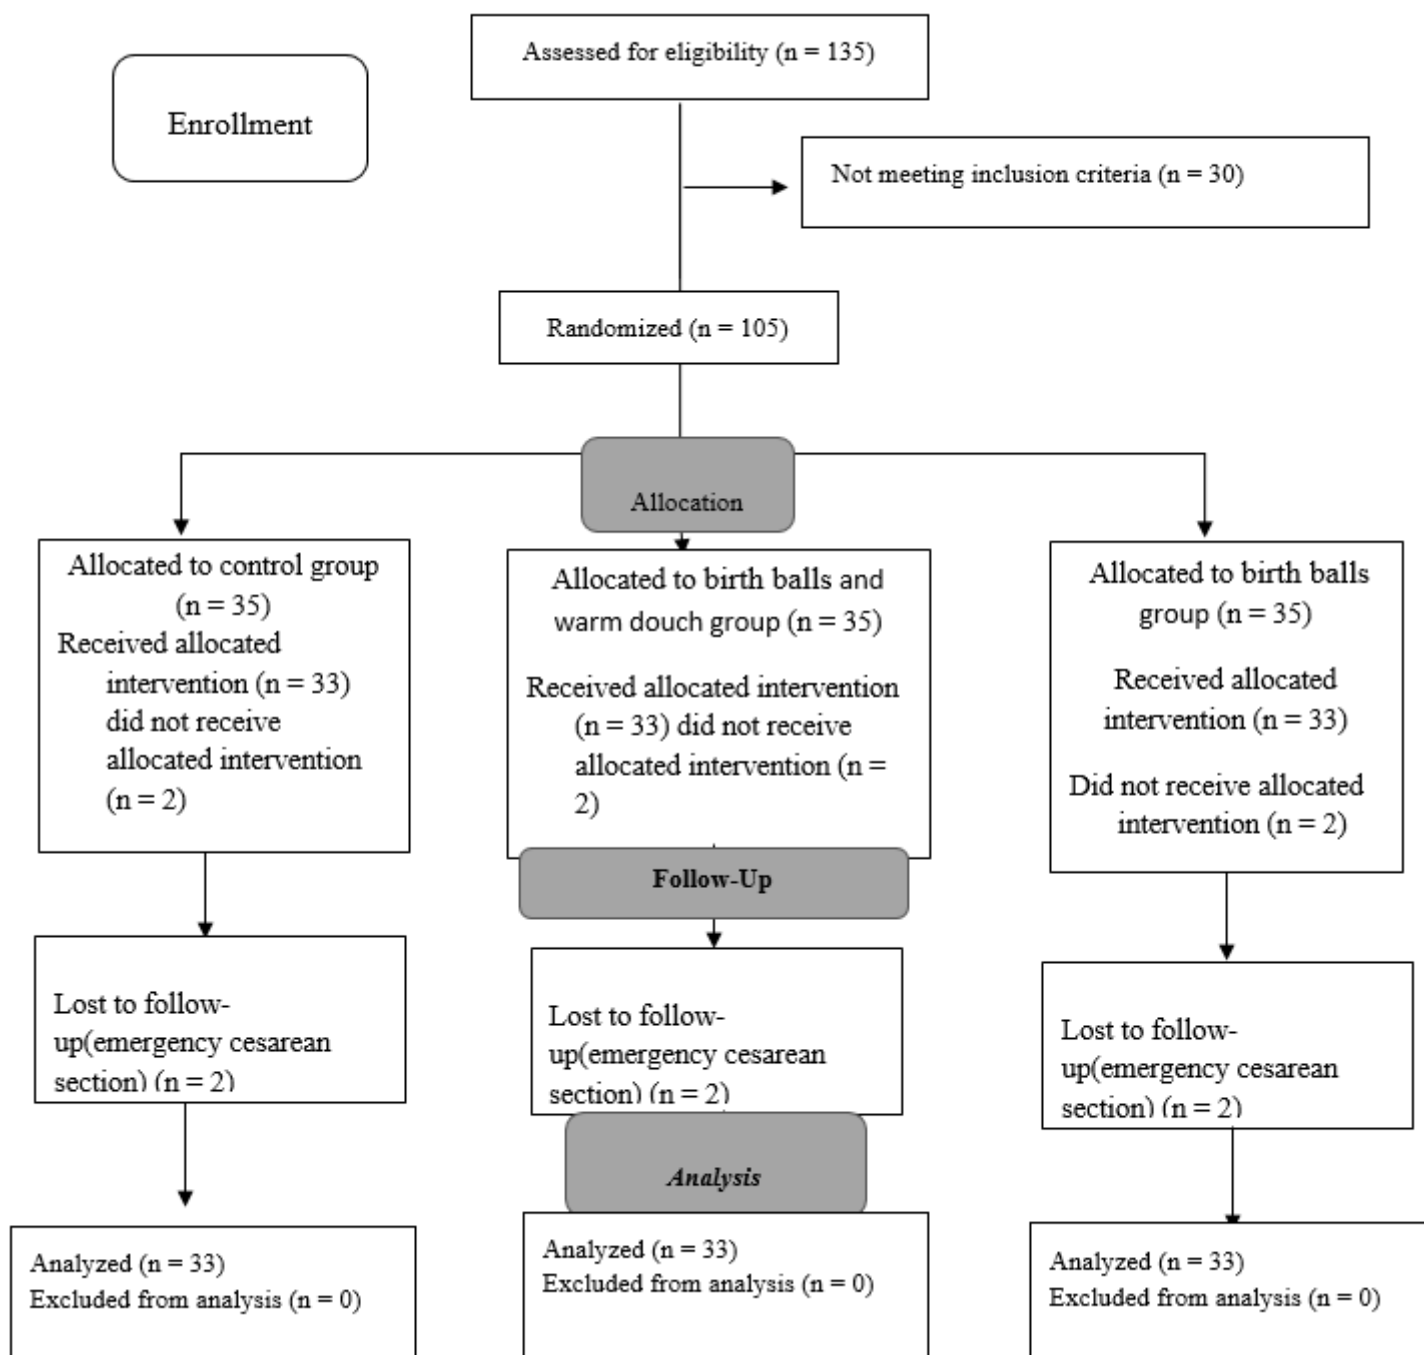 Assessed for eligibility (n = 135)
Enrollment
Not meeting inclusion criteria (n = 30)
Randomized (n = 105)
Allocation
Allocated to control group
(n = 35)
Received allocated
intervention (n = 33)
did not receive
allocated intervention
(n = 2)
Allocated to birth balls and
warm douch group (n = 35)
Received allocated intervention
(n = 33) did not receive
allocated intervention (n =
2)
Allocated to birth balls
group (n = 35)
Received allocated
intervention (n = 33)
Did not receive allocated
intervention (n = 2)
Follow-Up
Lost to follow-
up(emergency cesarean
section) (n = 2)
Lost to follow-
up(emergency cesarean
section) (n = 2)
Lost to follow-
up(emergency cesarean
section) (n = 2)
Analysis
Analyzed (n = 33)
Excluded from analysis (n = 0)
Analyzed (n = 33)
Excluded from analysis (n = 0)
Analyzed (n = 33)
Excluded from analysis (n = 0)